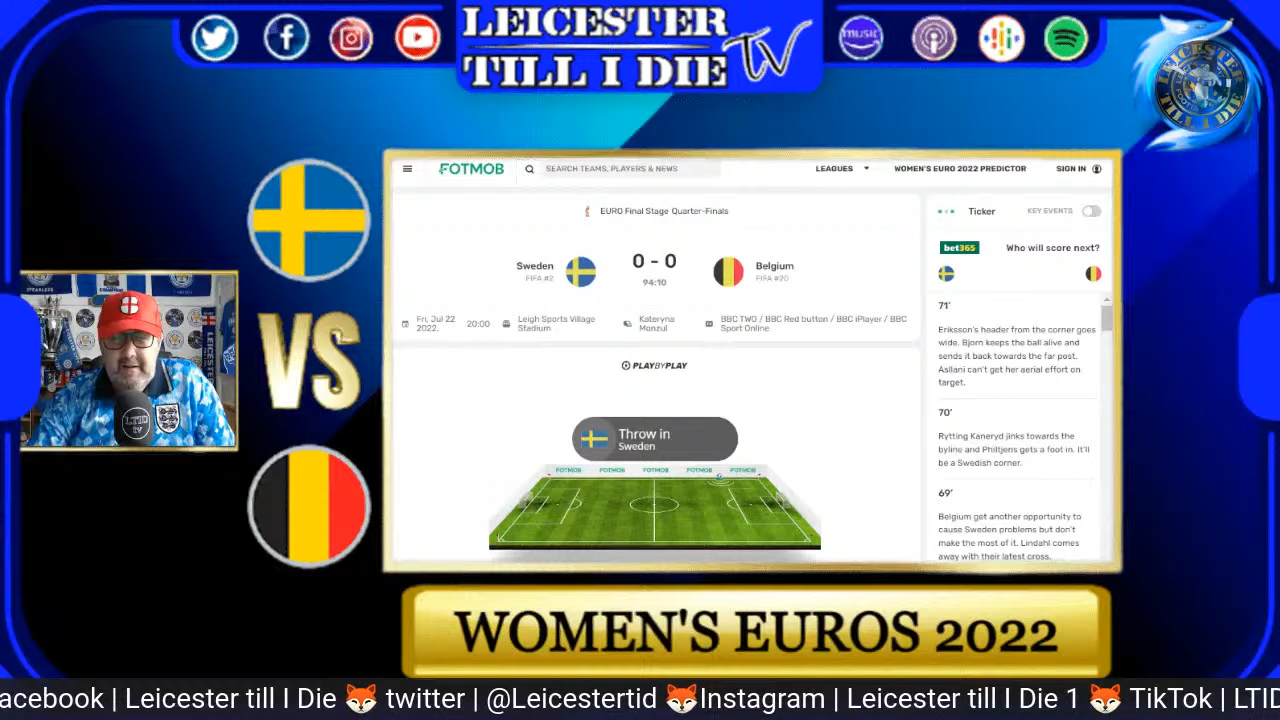 LEICESTER
TILL I DIE TV
MUSIC
LEICESTER
TILL I DIE
FOTMOB
SEARCH TEAMS, PLAYERS & NEWS
LEAGUES
WOMEN'S EURO 2022 PREDICTOR
SIGN IN
EURO Final Stage Quarter-Finals
Sweden
FIFA #2
0 - 0
94:10
Belgium
FIFA #20
Fri, Jul 22
2022,
20:00
Leigh Sports Village
Stadium
Kateryna
Monzul
BBC TWO / BBC Red button / BBC iPlayer / BBC
Sport Online
PLAYBYPLAY
Throw in
Sweden
FOTMOB FOTMOB FOTMOB FOTMOB FOTMOB
Ticker
KEY EVENTS
bet365
Who will score next?
71'
Eriksson's header from the corner goes
wide. Bjorn keeps the ball alive and
sends it back towards the far post.
Asllani can't get her aerial effort on
target.
70'
Rytting Kaneryd jinks towards the
byline and Philtjens gets a foot in. It'll
be a Swedish corner.
69'
Belgium get another opportunity to
cause Sweden problems but don't
make the most of it. Lindahl comes
away with their latest cross.
VS
LTID
TV
WOMEN'S EUROS 2022
acebook | Leicester till I Die 🦊 twitter | @Leicestertid 🦊Instagram | Leicester till I Die 1 🦊 TikTok | LTID